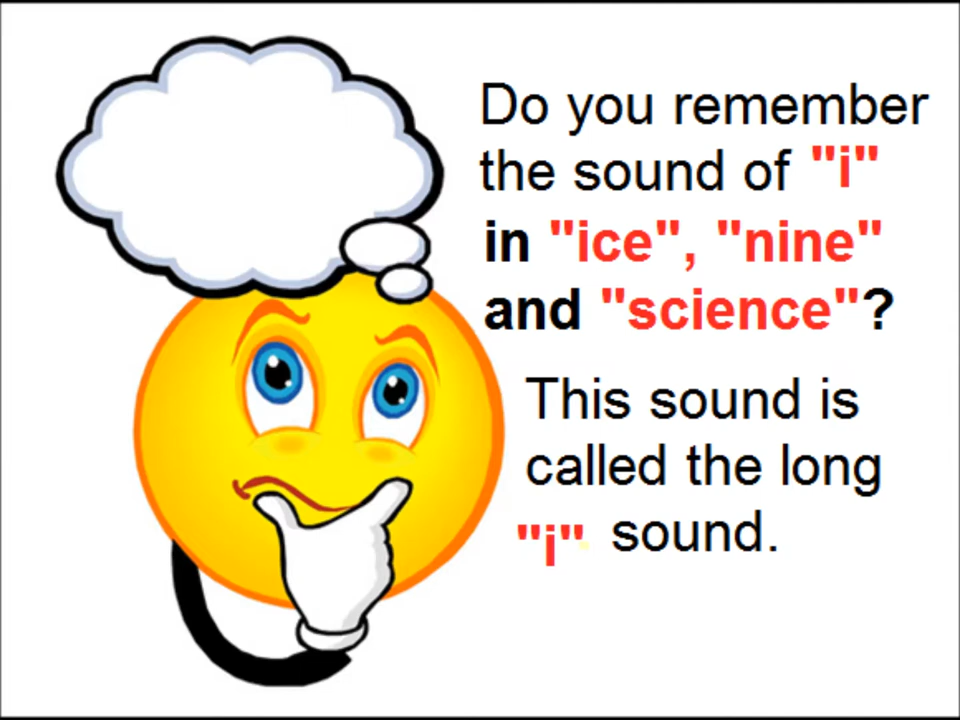 Do you remember
the sound of "i"
in "ice", "nine"
and "science"?
This sound is
called the long
"i" sound.